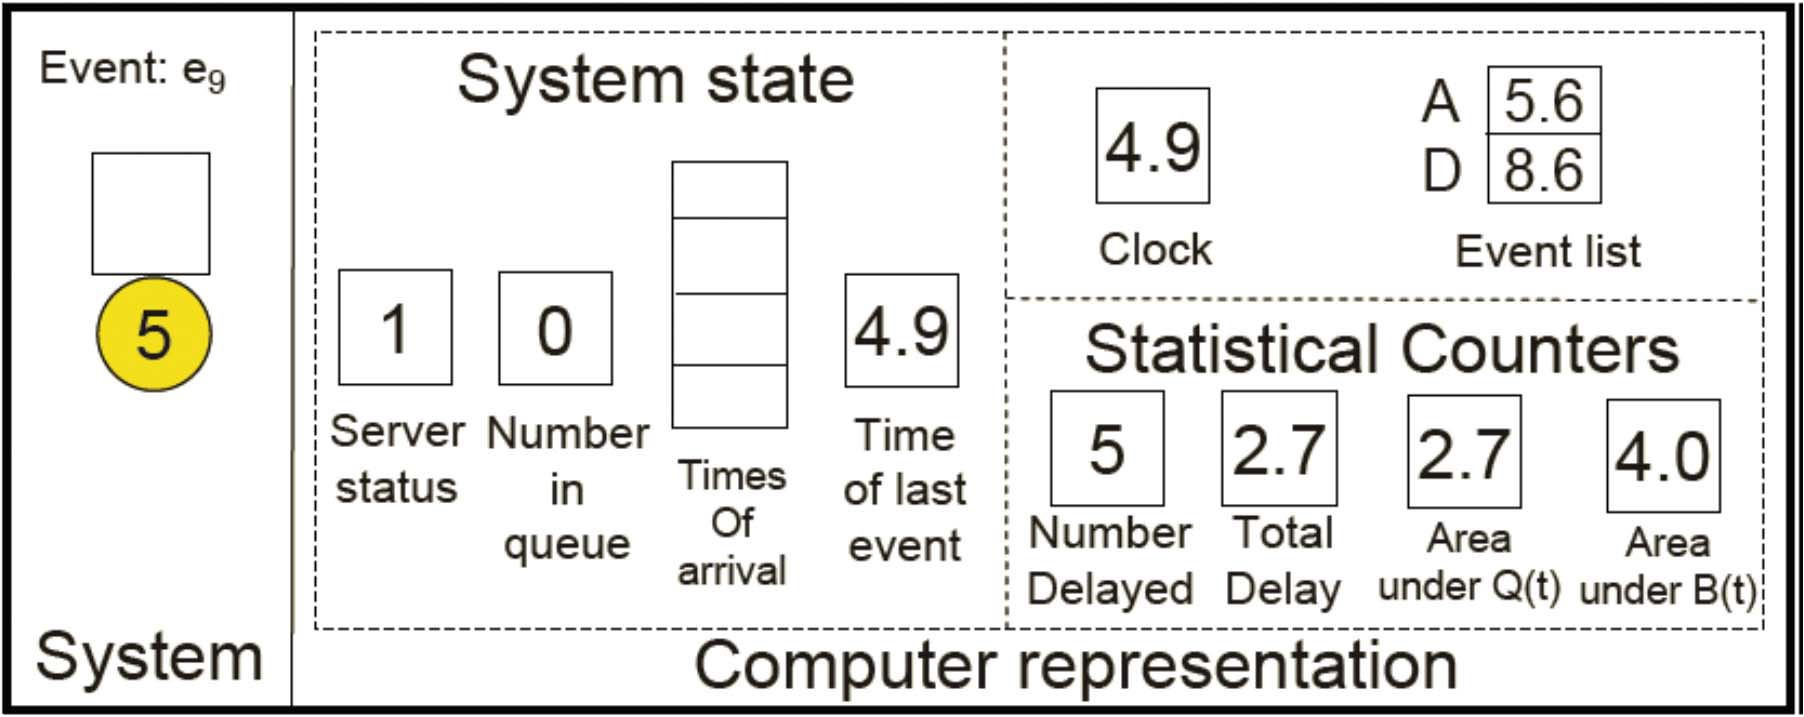 Event: e9
5
System
System state
1
0
4.9
Server
status
Number
in
queue
Times
Of
arrival
Time
of last
event
4.9
Clock
A 5.6
D 8.6
Event list
Statistical Counters
5
2.7
2.7
4.0
Number
Delayed
Total
Delay
Area
under Q(t)
Area
under B(t)
Computer representation